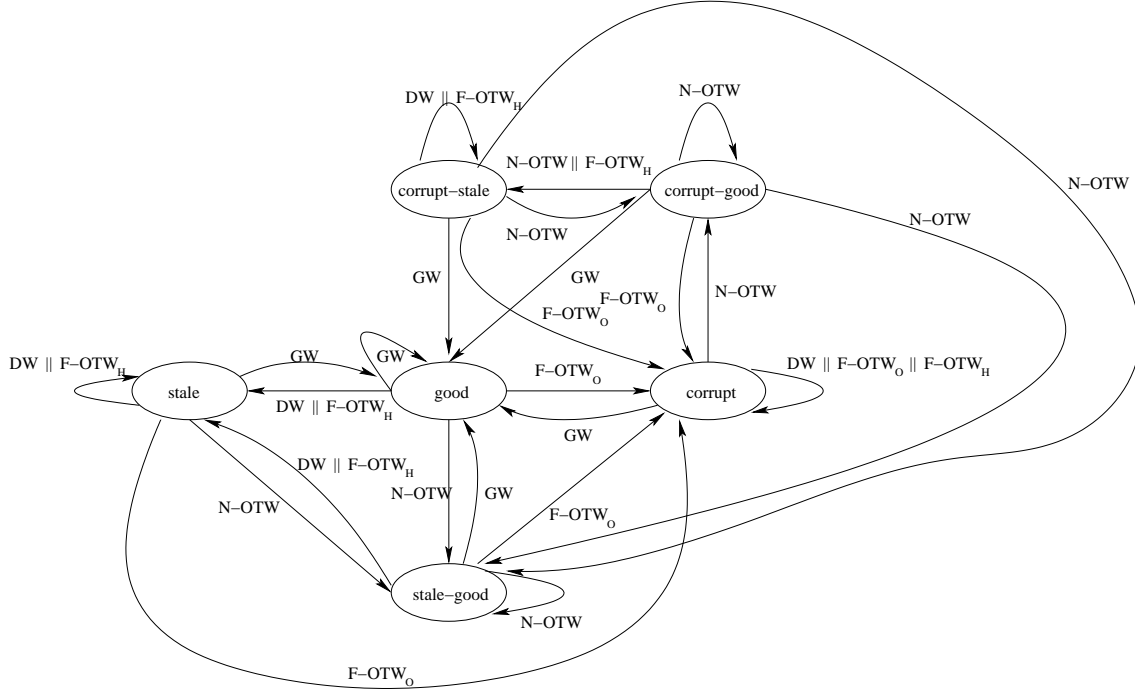 DW || F−OTW_H
N−OTW
N−OTW || F−OTW_H
N−OTW
corrupt−stale
corrupt−good
N−OTW
N−OTW
GW
GW
N−OTW
F−OTW_O
F−OTW_O
DW || F−OTW_H
GW
GW
F−OTW_O
DW || F−OTW_O || F−OTW_H
stale
good
corrupt
DW || F−OTW_H
GW
DW || F−OTW_H
N−OTW
GW
N−OTW
F−OTW_O
stale−good
N−OTW
F−OTW_O